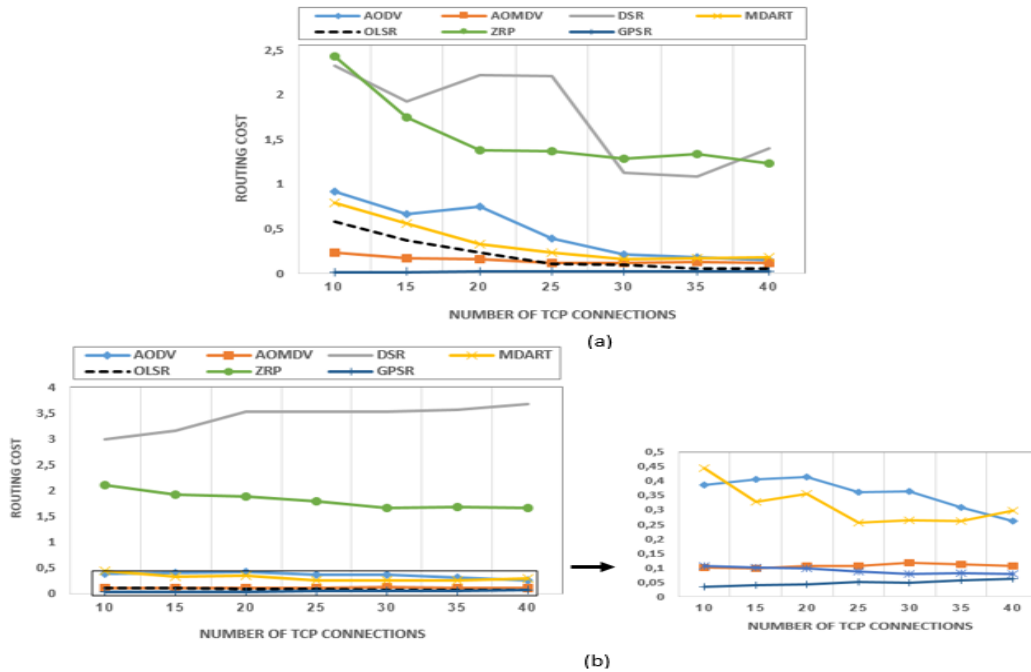 AODV AOMDV DSR MDART
OLSR ZRP GPSR
2,5
2
1,5
1
0,5
0
ROUTING COST
10 15 20 25 30 35 40
NUMBER OF TCP CONNECTIONS
(a)
AODV AOMDV DSR MDART
OLSR ZRP GPSR
4
3,5
3
2,5
2
1,5
1
0,5
0
ROUTING COST
10 15 20 25 30 35 40
NUMBER OF TCP CONNECTIONS
0,5
0,45
0,4
0,35
0,3
0,25
0,2
0,15
0,1
0,05
0
10 15 20 25 30 35 40
NUMBER OF TCP CONNECTIONS
(b)